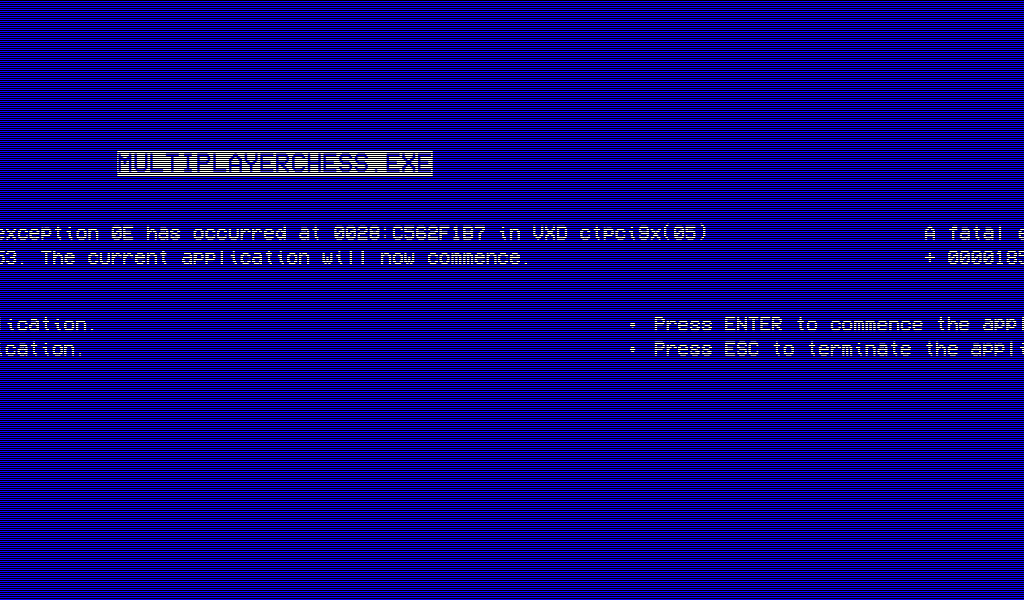 MULTIPLAYERCHESS.EXE
exception 0E has occurred at 0028:C562F1B7 in VXD ctpci9x(05) A fatal
53. The current application will now commence. + 0000185
lication. • Press ENTER to commence the appl
ication. • Press ESC to terminate the appli